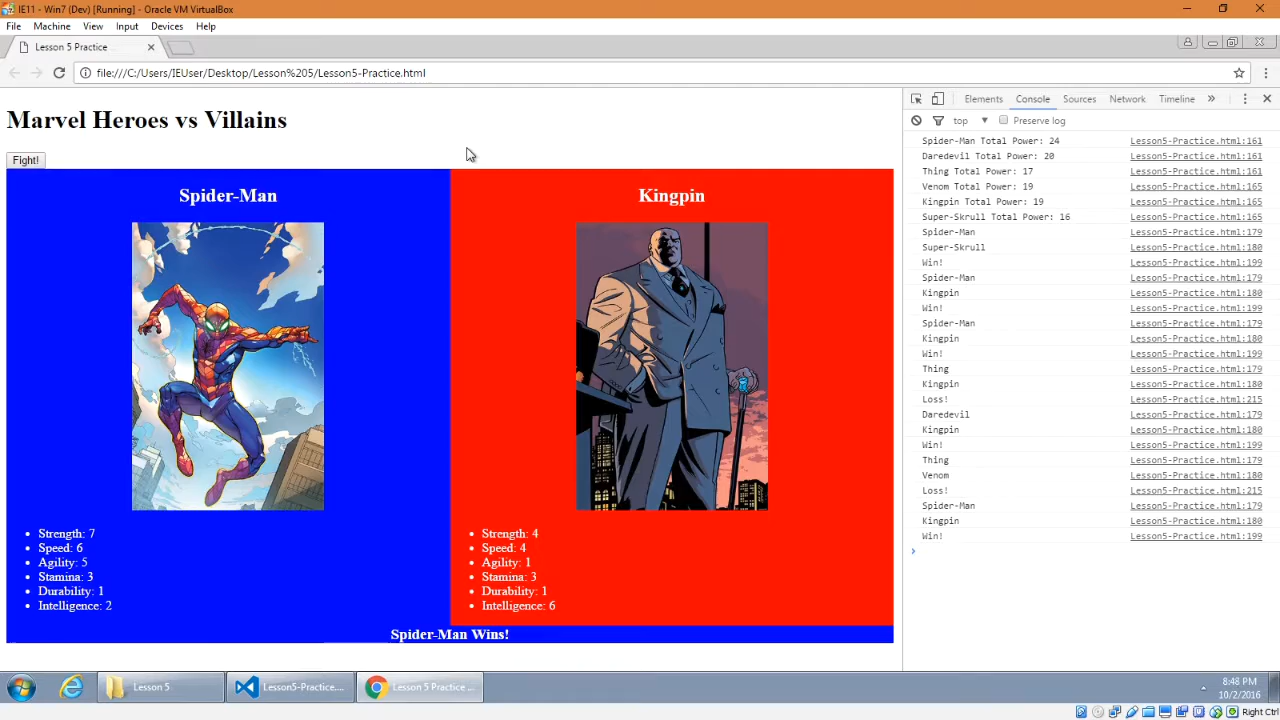 IE11 - Win7 (Dev) [Running] - Oracle VM VirtualBox
File Machine View Input Devices Help
Lesson 5 Practice
file:///C:/Users/IEUser/Desktop/Lesson%205/Lesson5-Practice.html
Elements Console Sources Network Timeline »
top Preserve log
Marvel Heroes vs Villains
Fight!
Spider-Man
Strength: 7
Speed: 6
Agility: 5
Stamina: 3
Durability: 1
Intelligence: 2
Kingpin
Strength: 4
Speed: 4
Agility: 1
Stamina: 3
Durability: 1
Intelligence: 6
Spider-Man Wins!
Spider-Man Total Power: 24 Lesson5-Practice.html:161
Daredevil Total Power: 20 Lesson5-Practice.html:161
Thing Total Power: 17 Lesson5-Practice.html:161
Venom Total Power: 19 Lesson5-Practice.html:165
Kingpin Total Power: 19 Lesson5-Practice.html:165
Super-Skrull Total Power: 16 Lesson5-Practice.html:165
Spider-Man Lesson5-Practice.html:179
Super-Skrull Lesson5-Practice.html:180
Win! Lesson5-Practice.html:199
Spider-Man Lesson5-Practice.html:179
Kingpin Lesson5-Practice.html:180
Win! Lesson5-Practice.html:199
Spider-Man Lesson5-Practice.html:179
Kingpin Lesson5-Practice.html:180
Win! Lesson5-Practice.html:199
Thing Lesson5-Practice.html:179
Kingpin Lesson5-Practice.html:180
Loss! Lesson5-Practice.html:215
Daredevil Lesson5-Practice.html:179
Kingpin Lesson5-Practice.html:180
Win! Lesson5-Practice.html:199
Thing Lesson5-Practice.html:179
Venom Lesson5-Practice.html:180
Loss! Lesson5-Practice.html:215
Spider-Man Lesson5-Practice.html:179
Kingpin Lesson5-Practice.html:180
Win! Lesson5-Practice.html:199
Lesson 5
Lesson5-Practice....
Lesson 5 Practice ...
8:48 PM
10/2/2016
Right Ctrl